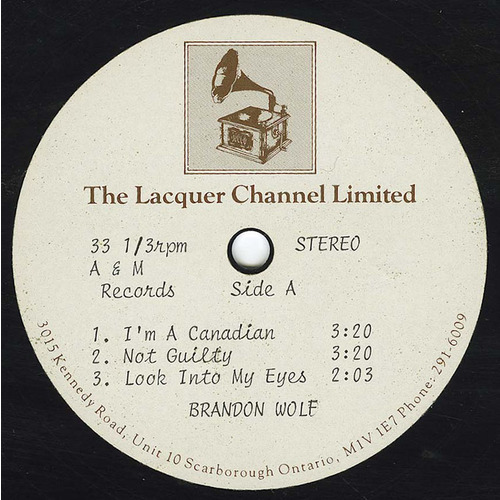 The Lacquer Channel Limited
33 1/3rpm STEREO
A & M
Records Side A
1. I'm A Canadian 3:20
2. Not Guilty 3:20
3. Look Into My Eyes 2:03
BRANDON WOLF
3015 Kennedy Road, Unit 10 Scarborough Ontario, M1V 1E7 Phone: 291-6009